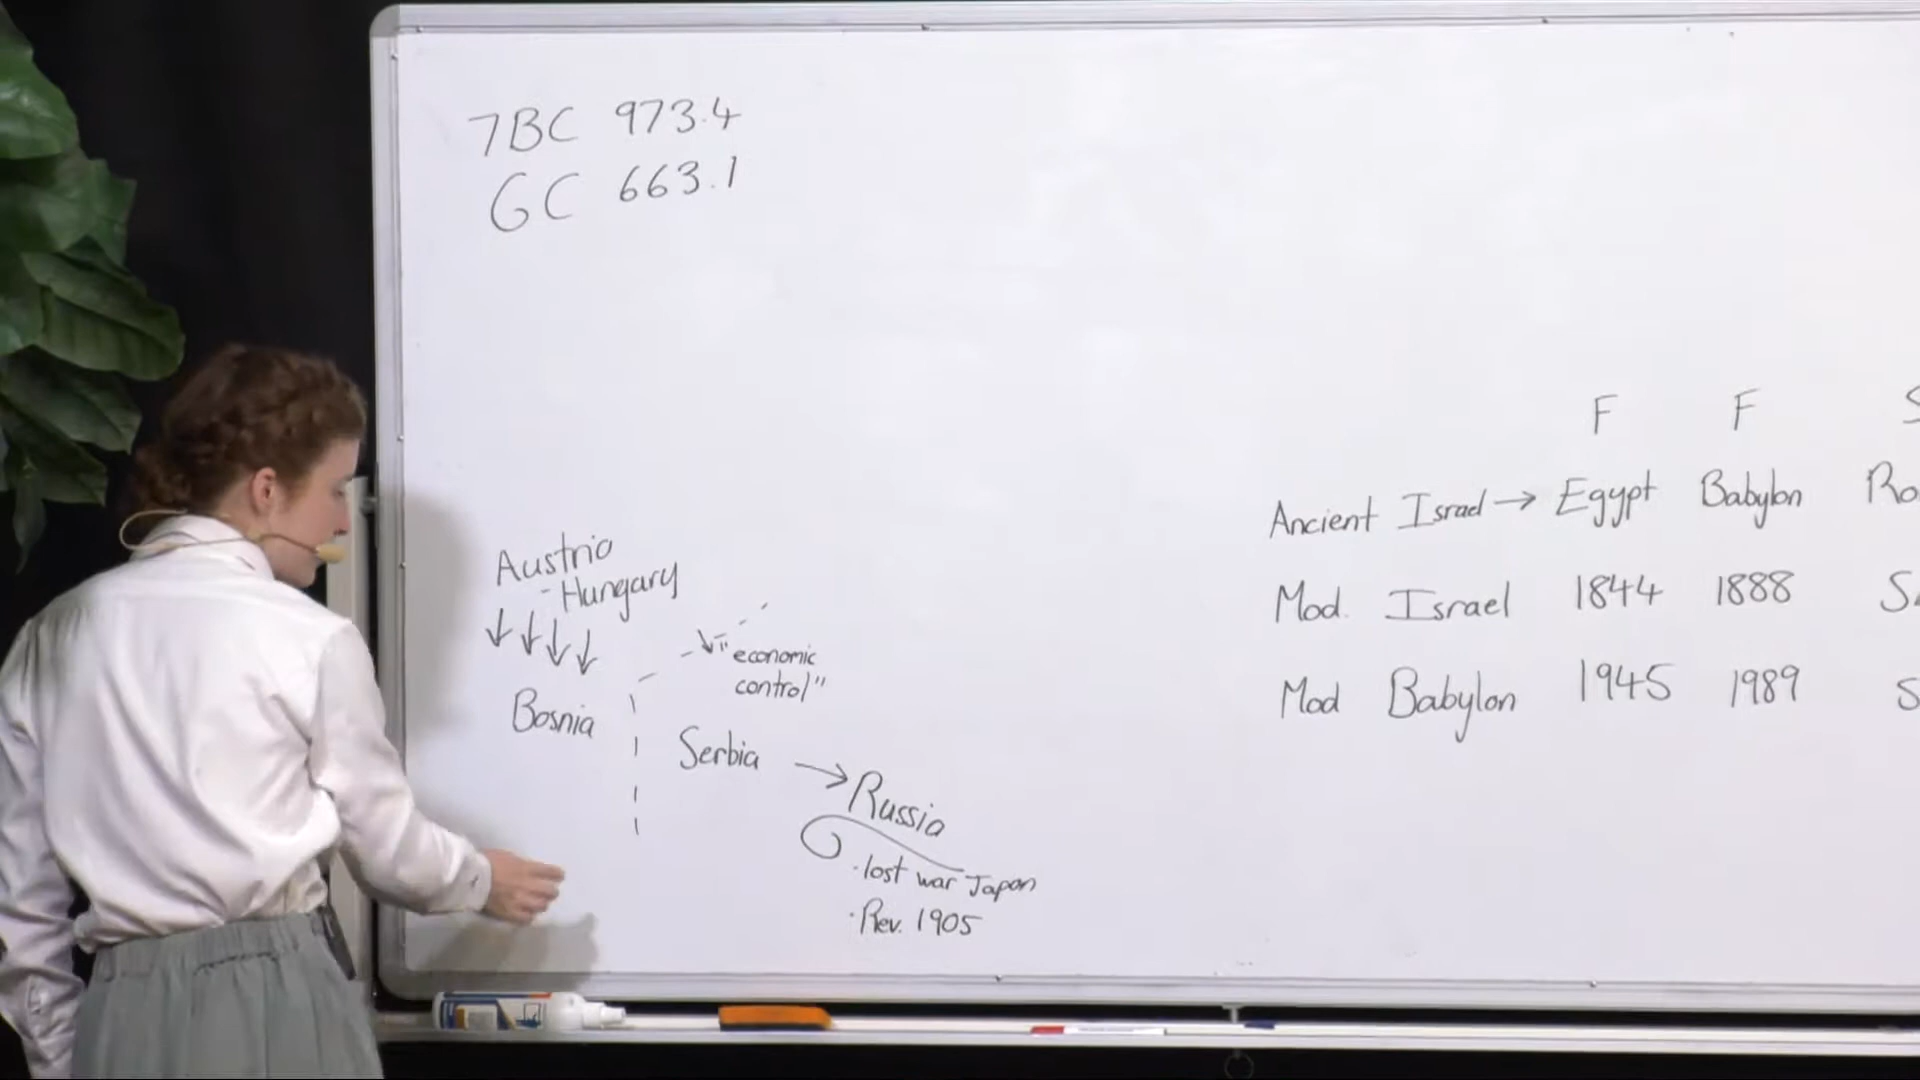 7BC 973.4
GC 663.1
F F S
Ancient Israel → Egypt Babylon Ro
Mod. Israel 1844 1888 S
Mod Babylon 1945 1989 S
Austria
-Hungary
↓ ↓ ↓ ↓
"economic
control"
Bosnia
Serbia → Russia
· lost war Japan
· Rev. 1905